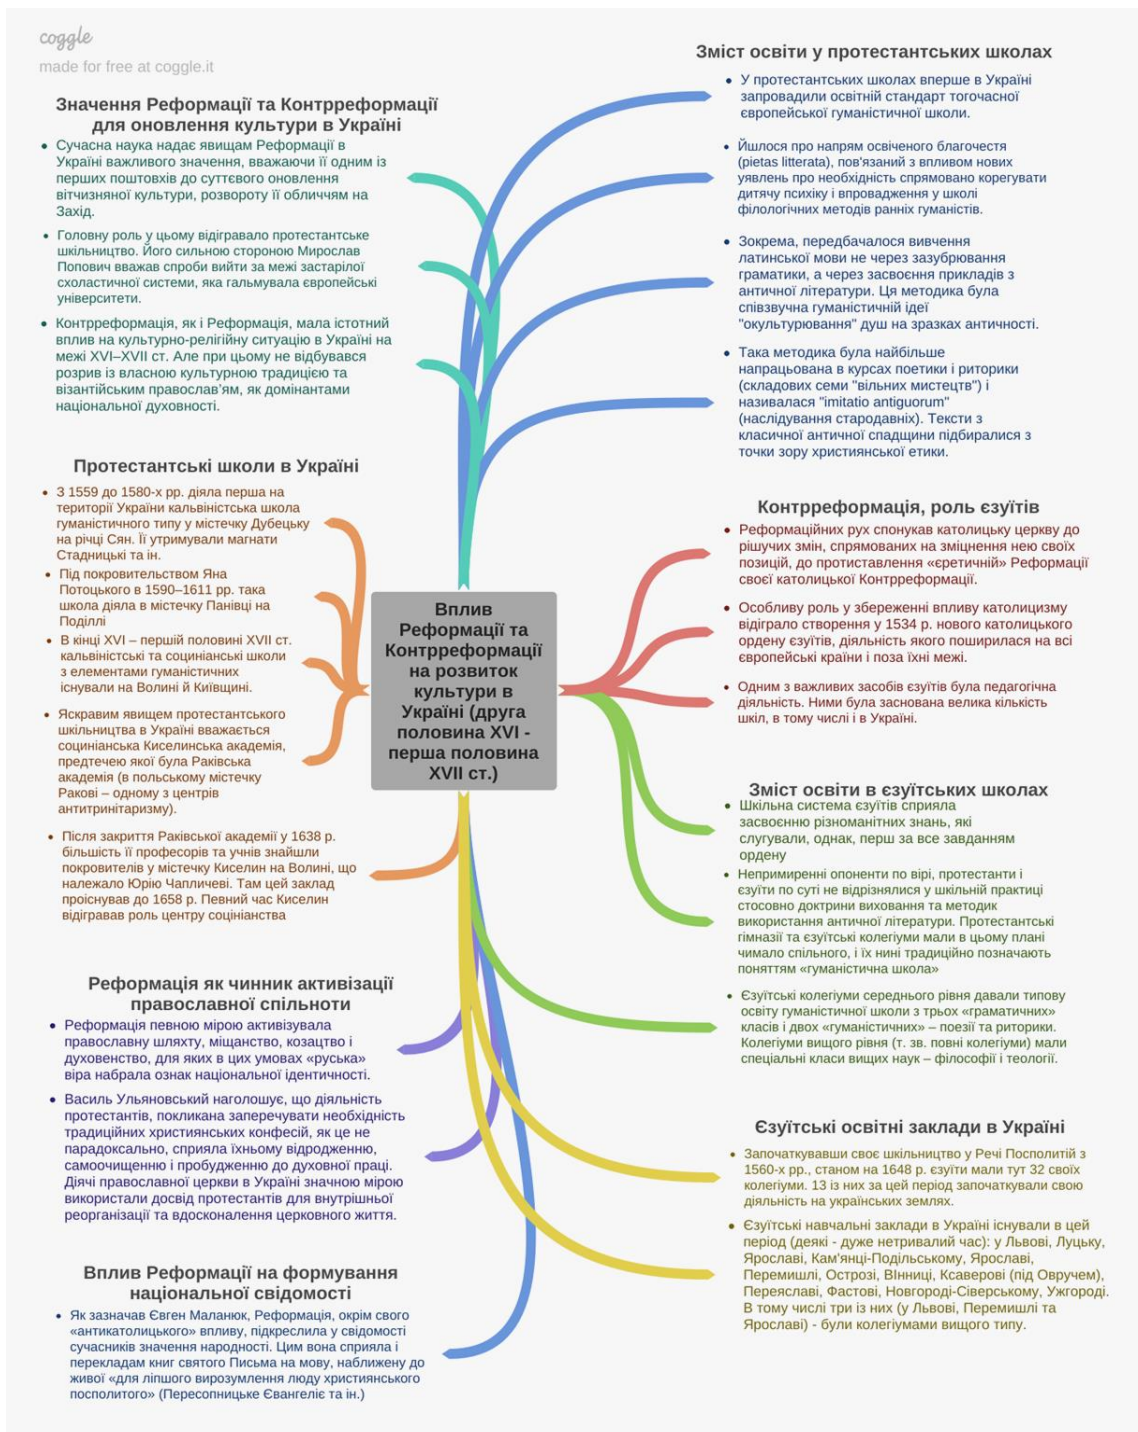 coggle
made for free at coggle.it
Значення Реформації та Контрреформації
для оновлення культури в Україні
• Сучасна наука надає явищам Реформації в
Україні важливого значення, вважаючи її одним із
перших поштовхів до суттєвого оновлення
вітчизняної культури, розвороту її обличчям на
Захід.
• Головну роль у цьому відігравало протестантське
шкільництво. Його сильною стороною Мирослав
Попович вважав спроби вийти за межі застарілої
схоластичної системи, яка гальмувала європейські
університети.
• Контрреформація, як і Реформація, мала істотний
вплив на культурно-релігійну ситуацію в Україні на
межі XVI–XVII ст. Але при цьому не відбувався
розрив із власною культурною традицією та
візантійським православ'ям, як домінантами
національної духовності.
Протестантські школи в Україні
• З 1559 до 1580-х рр. діяла перша на
території України кальвіністська школа
гуманістичного типу у містечку Дубецьку
на річці Сян. Її утримували магнати
Стадницькі та ін.
• Під покровительством Яна
Потоцького в 1590–1611 рр. така
школа діяла в містечку Панівці на
Поділлі
• В кінці XVI – першій половині XVII ст.
кальвіністські та социніанські школи
з елементами гуманістичних
існували на Волині й Київщині.
• Яскравим явищем протестантського
шкільництва в Україні вважається
социніанська Киселинська академія,
предтечею якої була Раківська
академія (в польському містечку
Ракові – одному з центрів
антитринітаризму).
• Після закриття Раківської академії у 1638 р.
більшість її професорів та учнів знайшли
покровителів у містечку Киселин на Волині, що
належало Юрію Чапличеві. Там цей заклад
проіснував до 1658 р. Певний час Киселин
відігравав роль центру социніанства
Реформація як чинник активізації
православної спільноти
• Реформація певною мірою активізувала
православну шляхту, міщанство, козацтво і
духовенство, для яких в цих умовах «руська»
віра набрала ознак національної ідентичності.
• Василь Ульяновський наголошує, що діяльність
протестантів, покликана заперечувати необхідність
традиційних християнських конфесій, як це не
парадоксально, сприяла їхньому відродженню,
самоочищенню і пробудженню до духовної праці.
Діячі православної церкви в Україні значною мірою
використали досвід протестантів для внутрішньої
реорганізації та вдосконалення церковного життя.
Вплив Реформації на формування
національної свідомості
• Як зазначав Євген Маланюк, Реформація, окрім свого
«антикатолицького» впливу, підкреслила у свідомості
сучасників значення народності. Цим вона сприяла і
перекладам книг святого Письма на мову, наближену до
живої «для ліпшого вирозумлення люду християнського
посполитого» (Пересопницьке Євангеліє та ін.)
Вплив
Реформації та
Контрреформації
на розвиток
культури в
Україні (друга
половина XVI -
перша половина
XVII ст.)
Зміст освіти у протестантських школах
• У протестантських школах вперше в Україні
запровадили освітній стандарт тогочасної
європейської гуманістичної школи.
• Йшлося про напрям освіченого благочестя
(pietas litterata), пов'язаний з впливом нових
уявлень про необхідність спрямовано корегувати
дитячу психіку і впровадження у школі
філологічних методів ранніх гуманістів.
• Зокрема, передбачалося вивчення
латинської мови не через зазубрювання
граматики, а через засвоєння прикладів з
античної літератури. Ця методика була
співзвучна гуманістичній ідеї
"окультурювання" душ на зразках античності.
• Така методика була найбільше
напрацьована в курсах поетики і риторики
(складових семи "вільних мистецтв") і
називалася "imitatio antiguorum"
(наслідування стародавніх). Тексти з
класичної античної спадщини підбиралися з
точки зору християнської етики.
Контрреформація, роль єзуїтів
• Реформаційних рух спонукав католицьку церкву до
рішучих змін, спрямованих на зміцнення нею своїх
позицій, до протиставлення «єретичній» Реформації
своєї католицької Контрреформації.
• Особливу роль у збереженні впливу католицизму
відіграло створення у 1534 р. нового католицького
ордену єзуїтів, діяльність якого поширилася на всі
європейські країни і поза їхні межі.
• Одним з важливих засобів єзуїтів була педагогічна
діяльність. Ними була заснована велика кількість
шкіл, в тому числі і в Україні.
Зміст освіти в єзуїтських школах
• Шкільна система єзуїтів сприяла
засвоєнню різноманітних знань, які
слугували, однак, перш за все завданням
ордену
• Непримиренні опоненти по вірі, протестанти і
єзуїти по суті не відрізнялися у шкільній практиці
стосовно доктрини виховання та методик
використання античної літератури. Протестантські
гімназії та єзуїтські колегіуми мали в цьому плані
чимало спільного, і їх нині традиційно позначають
поняттям «гуманістична школа»
• Єзуїтські колегіуми середнього рівня давали типову
освіту гуманістичної школи з трьох «граматичних»
класів і двох «гуманістичних» – поезії та риторики.
Колегіуми вищого рівня (т. зв. повні колегіуми) мали
спеціальні класи вищих наук – філософії і теології.
Єзуїтські освітні заклади в Україні
• Започаткувавши своє шкільництво у Речі Посполитій з
1560-х рр., станом на 1648 р. єзуїти мали тут 32 своїх
колегіуми. 13 із них за цей період започаткували свою
діяльність на українських землях.
• Єзуїтські навчальні заклади в Україні існували в цей
період (деякі - дуже нетривалий час): у Львові, Луцьку,
Ярославі, Кам'янці-Подільському, Ярославі,
Перемишлі, Острозі, ВІнниці, Ксаверові (під Овручем),
Переяславі, Фастові, Новгороді-Сіверському, Ужгороді.
В тому числі три із них (у Львові, Перемишлі та
Ярославі) - були колегіумами вищого типу.